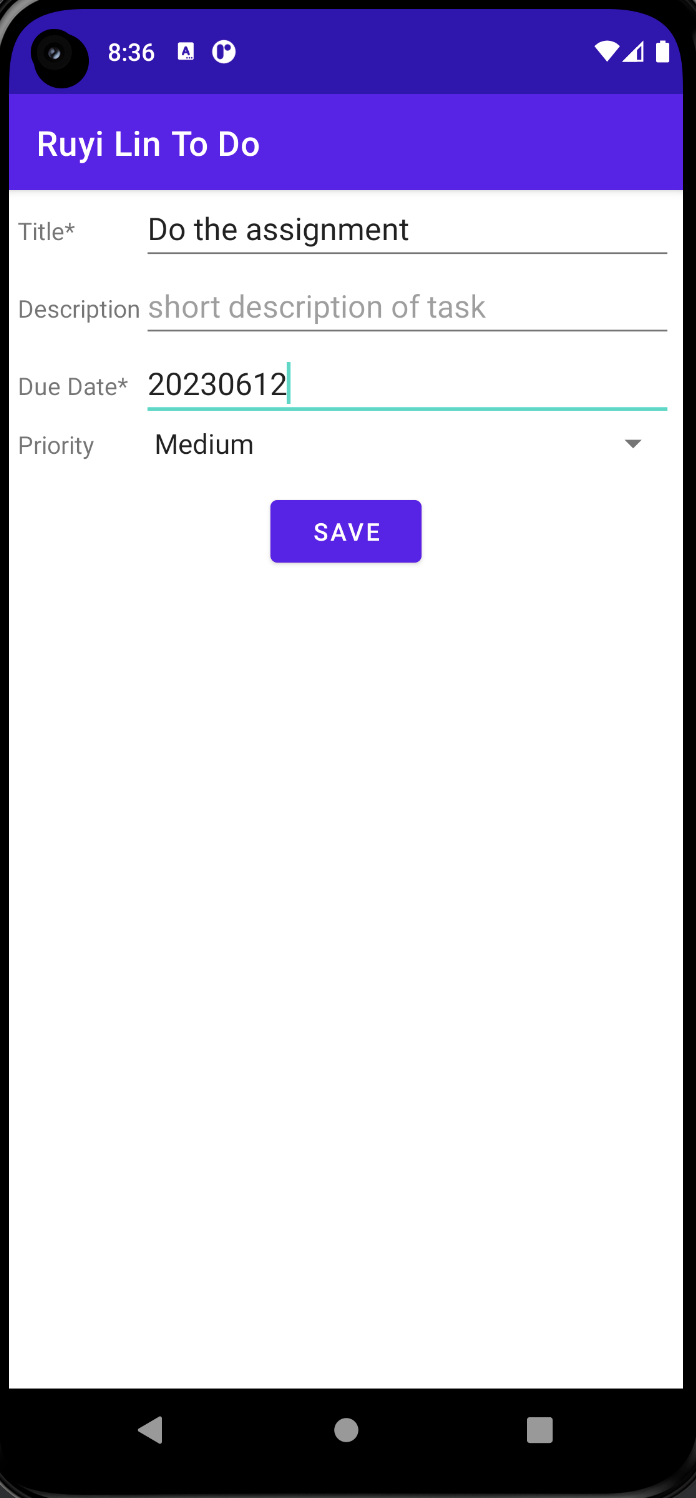 8:36
Ruyi Lin To Do
Title* Do the assignment
Description short description of task
Due Date* 20230612
Priority Medium
SAVE